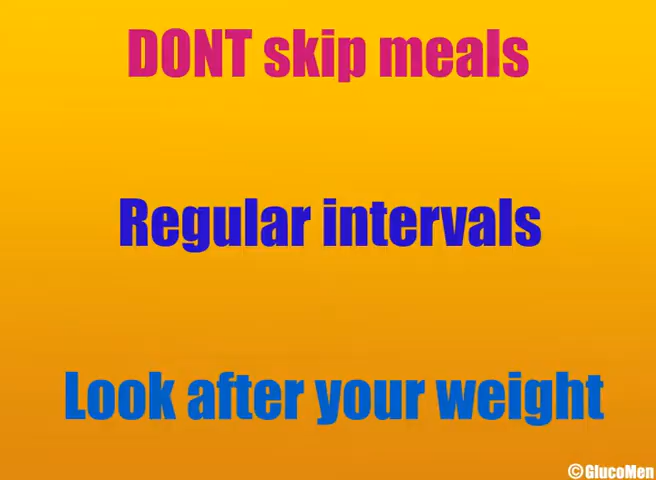 DONT skip meals
Regular intervals
Look after your weight
©GlucoMen